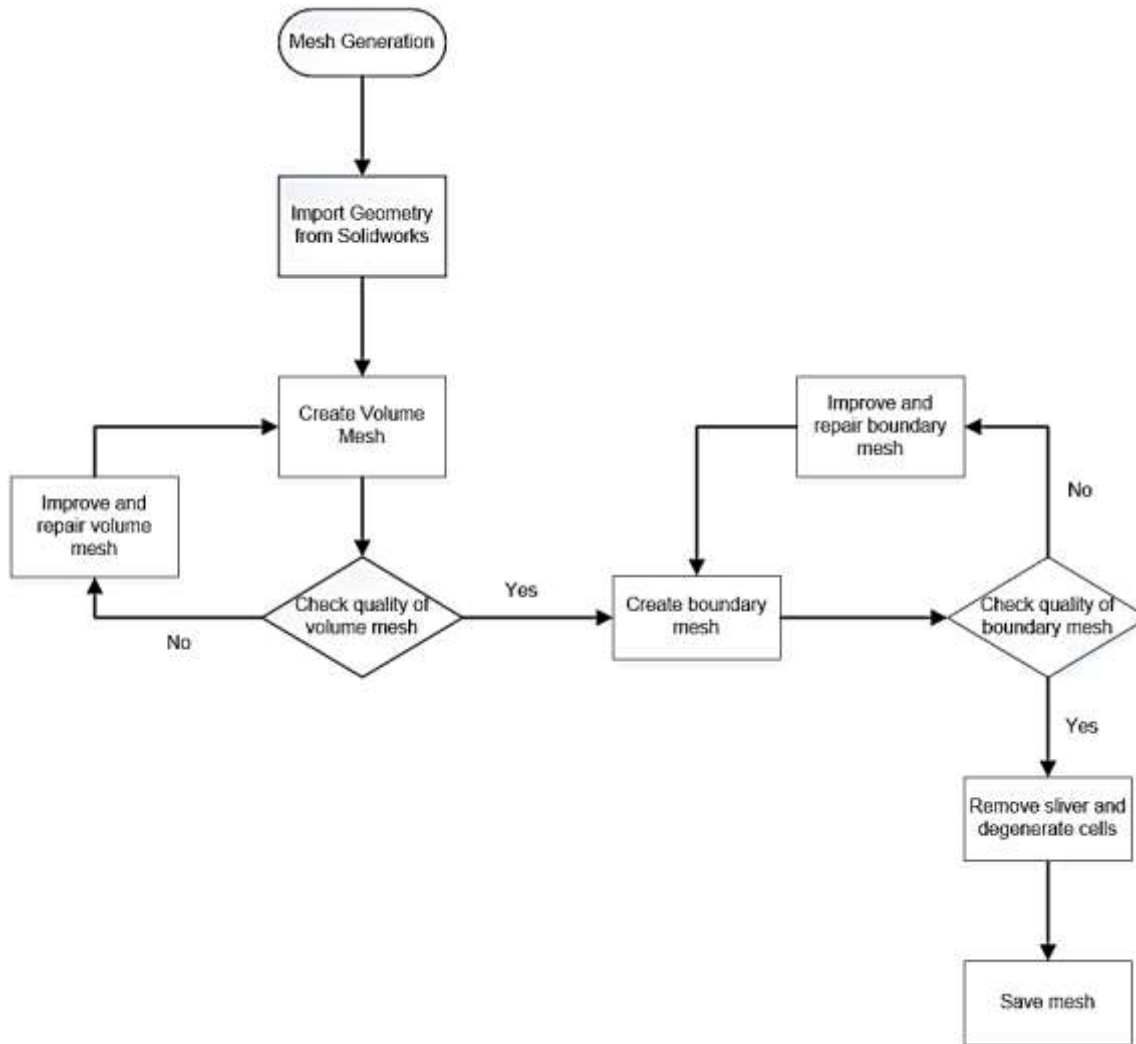 Mesh Generation
Import Geometry
from Solidworks
Create Volume
Mesh
Improve and
repair volume
mesh
Check quality of
volume mesh
No
Yes
Create boundary
mesh
Improve and
repair boundary
mesh
No
Check quality of
boundary mesh
Yes
Remove sliver and
degenerate cells
Save mesh